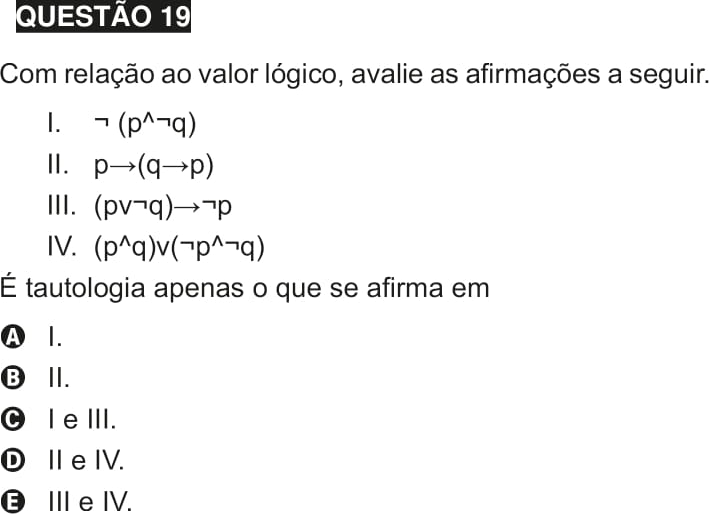 QUESTÃO 19
Com relação ao valor lógico, avalie as afirmações a seguir.
I. ¬ (p^¬q)
II. p→(q→p)
III. (pv¬q)→¬p
IV. (p^q)v(¬p^¬q)
É tautologia apenas o que se afirma em
A I.
B II.
C I e III.
D II e IV.
E III e IV.